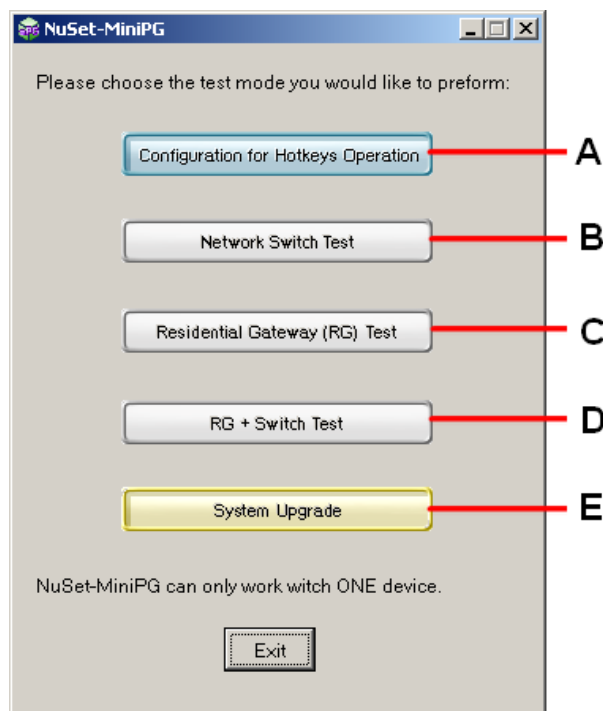 NuSet-MiniPG
Please choose the test mode you would like to preform:
Configuration for Hotkeys Operation
A
Network Switch Test
B
Residential Gateway (RG) Test
C
RG + Switch Test
D
System Upgrade
E
NuSet-MiniPG can only work witch ONE device.
Exit